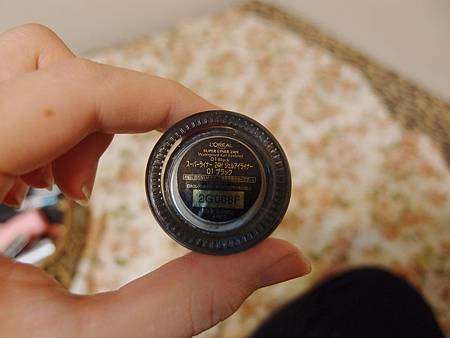 L'ORÉAL
SUPER LINER 24H
Waterproof Gel Eyeliner
01 Black
スーパーライナー 24H ジェルアイライナー
01 ブラック
2G068F